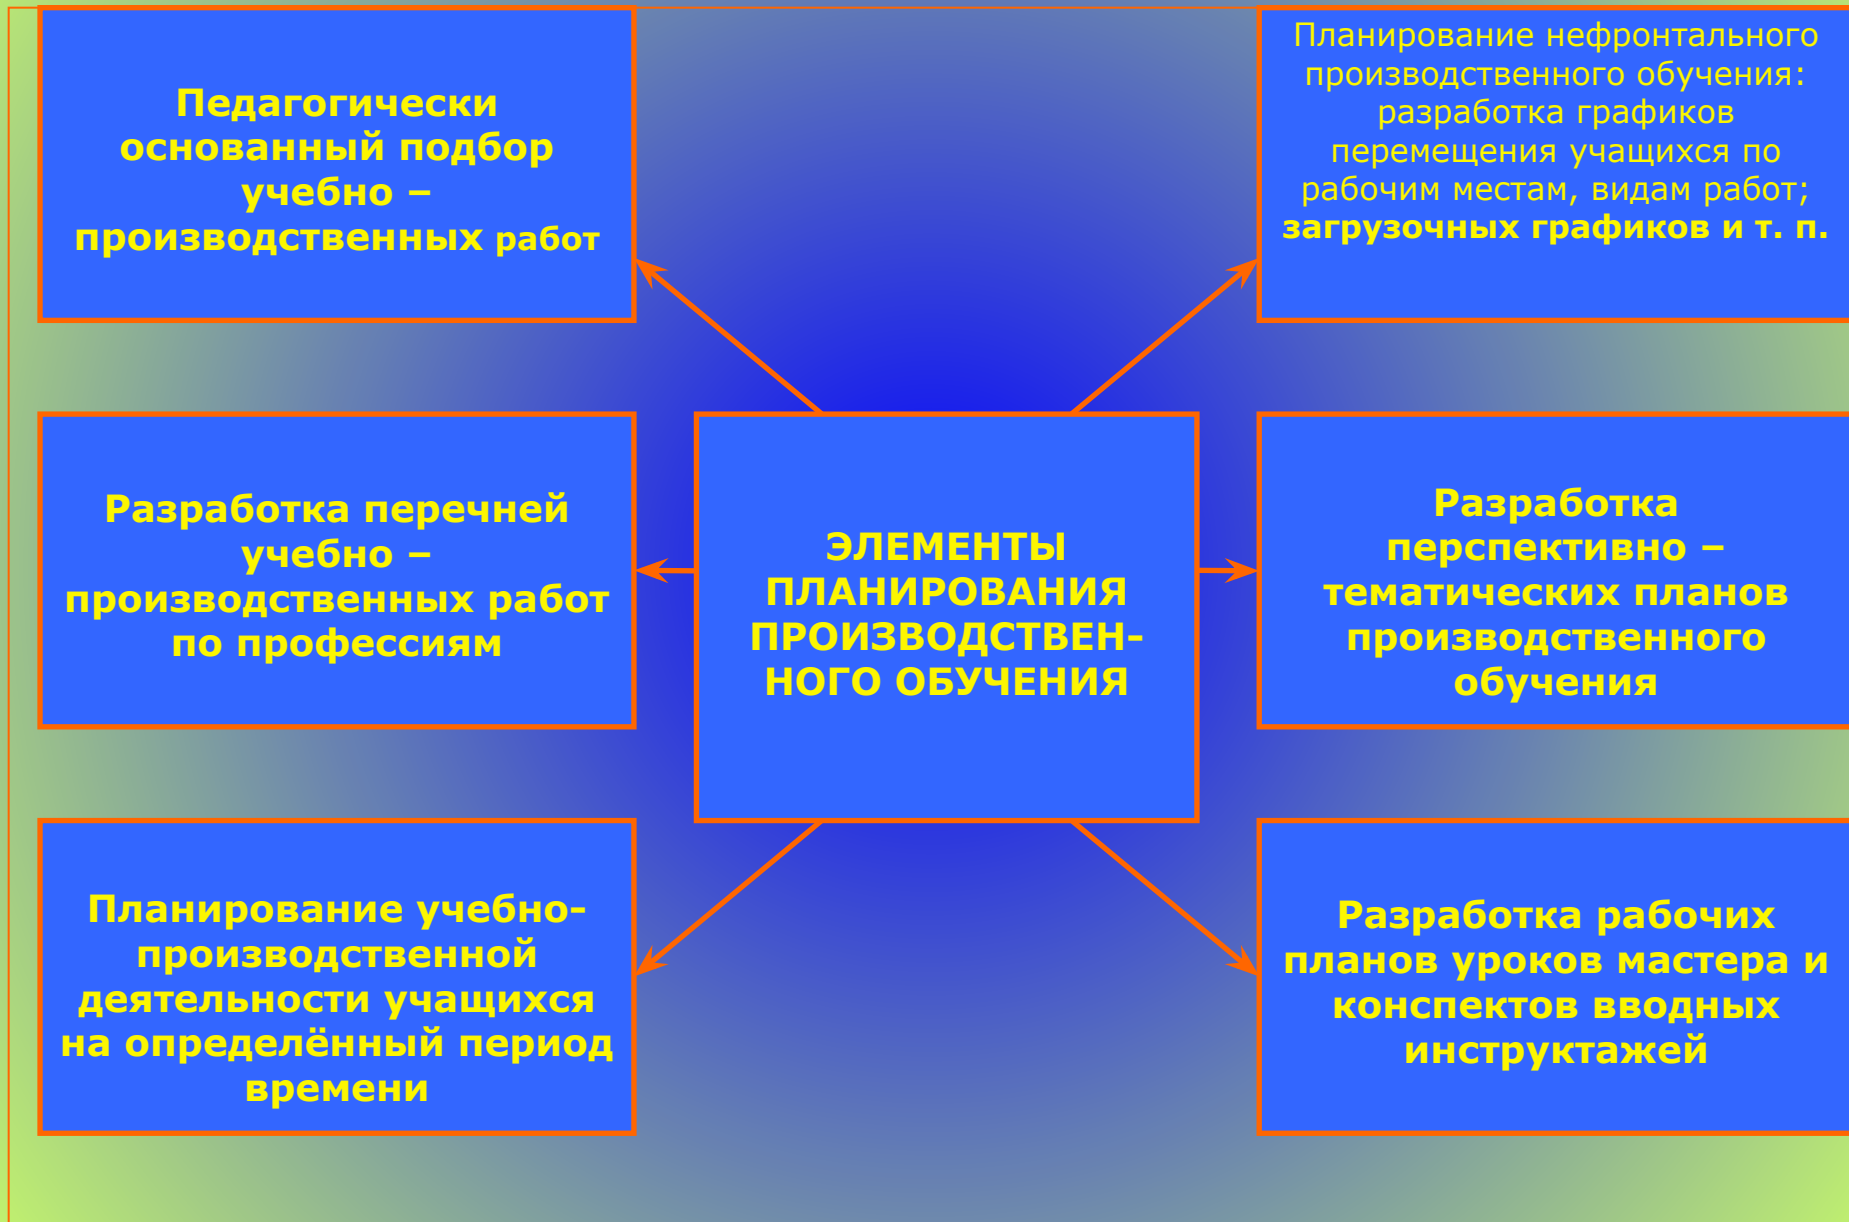 Педагогически
основанный подбор
учебно –
производственных работ
Планирование нефронтального
производственного обучения:
разработка графиков
перемещения учащихся по
рабочим местам, видам работ;
загрузочных графиков и т. п.
Разработка перечней
учебно –
производственных работ
по профессиям
ЭЛЕМЕНТЫ
ПЛАНИРОВАНИЯ
ПРОИЗВОДСТВЕН-
НОГО ОБУЧЕНИЯ
Разработка
перспективно –
тематических планов
производственного
обучения
Планирование учебно-
производственной
деятельности учащихся
на определённый период
времени
Разработка рабочих
планов уроков мастера и
конспектов вводных
инструктажей